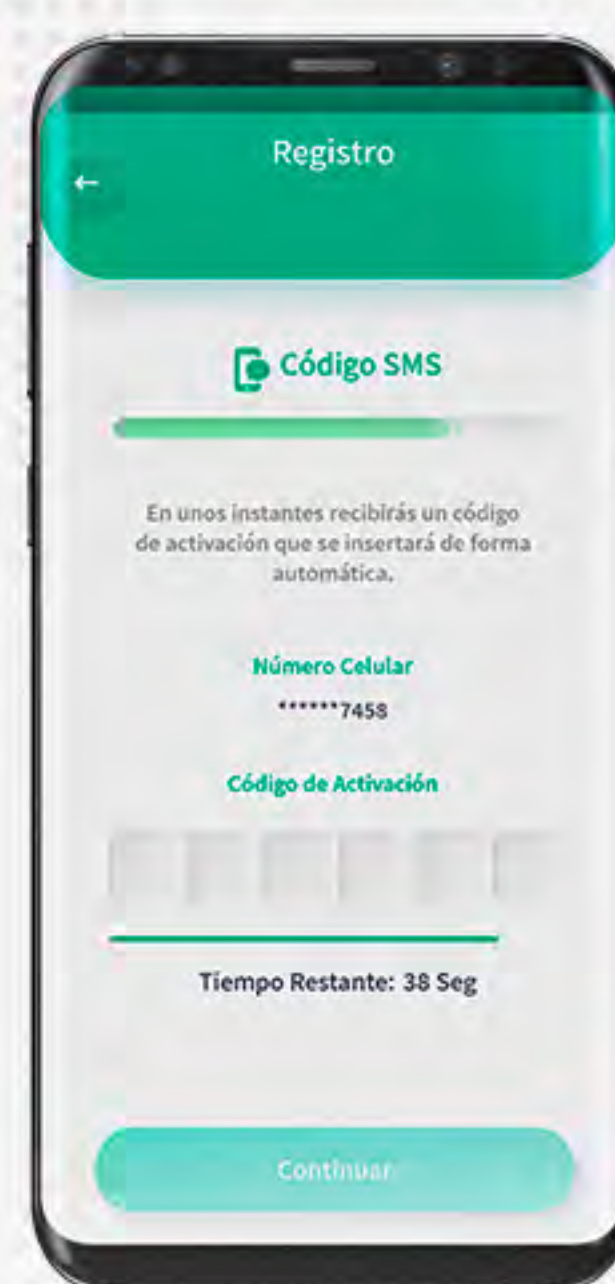 Registro
←
Código SMS
En unos instantes recibirás un código
de activación que se insertará de forma
automática.
Número Celular
******7458
Código de Activación
Tiempo Restante: 38 Seg
Continuar